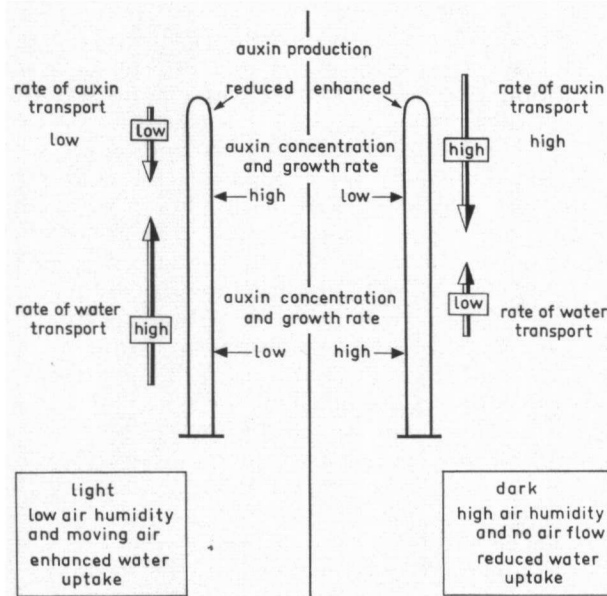 auxin production
reduced enhanced
rate of auxin
transport
low
low
rate of auxin
transport
high
high
auxin concentration
and growth rate
high low
auxin concentration
and growth rate
low high
rate of water
transport
high
low
rate of water
transport
light
low air humidity
and moving air
enhanced water
uptake
dark
high air humidity
and no air flow
reduced water
uptake